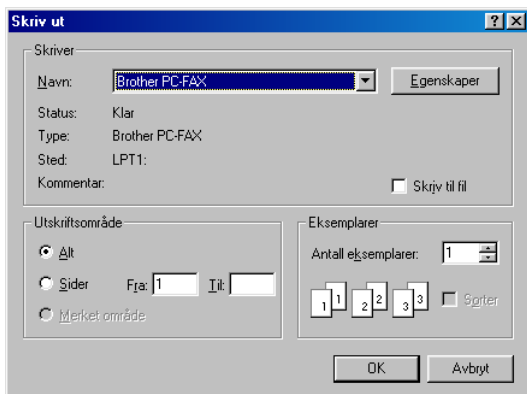 Skriv ut
Skriver
Navn: Brother PC-FAX Egenskaper
Status: Klar
Type: Brother PC-FAX
Sted: LPT1:
Kommentar: Skriv til fil
Utskriftsområde
Alt
Sider Fra: 1 Til:
Merket område
Eksemplarer
Antall eksemplarer: 1
1 1 2 2 3 3 Sorter
OK Avbryt